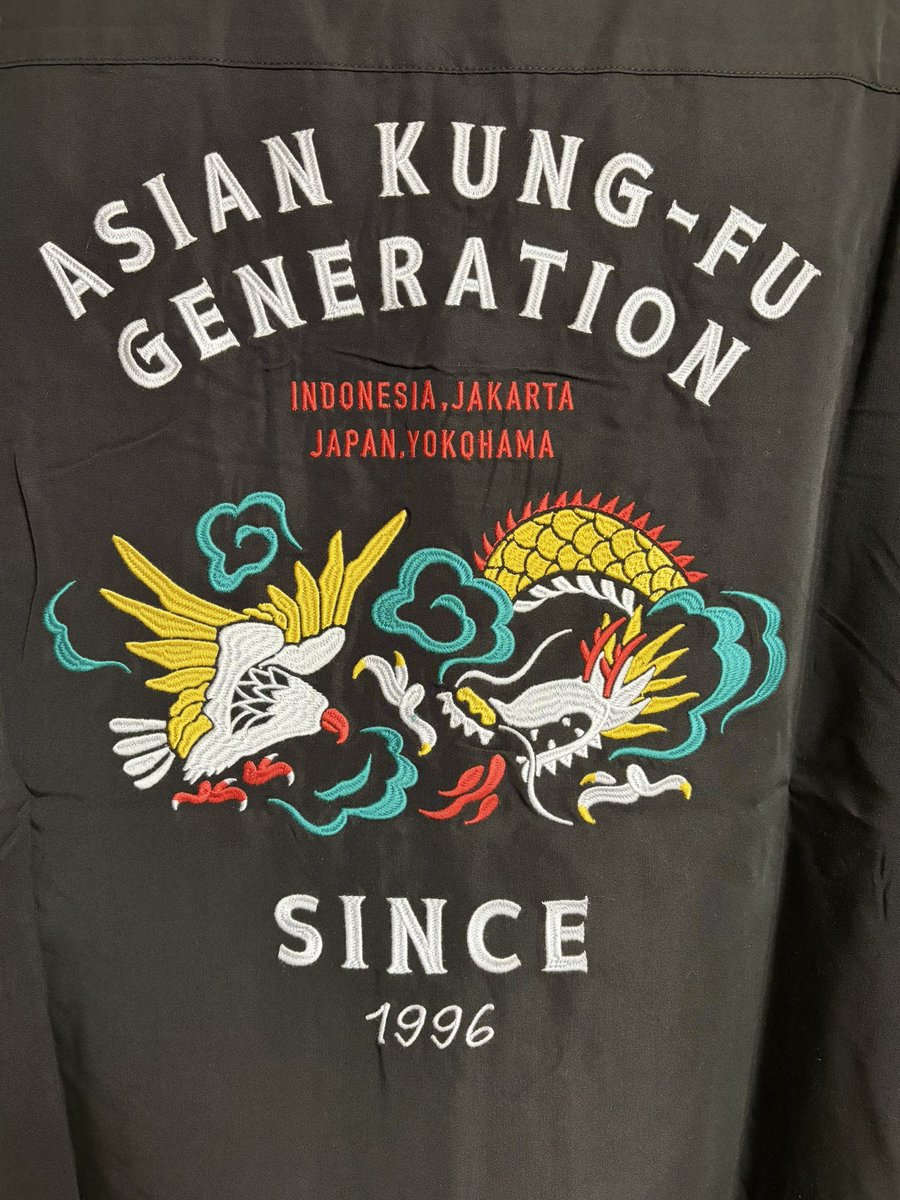 ASIAN KUNG-FU
GENERATION
INDONESIA,JAKARTA
JAPAN,YOKOHAMA
SINCE
1996